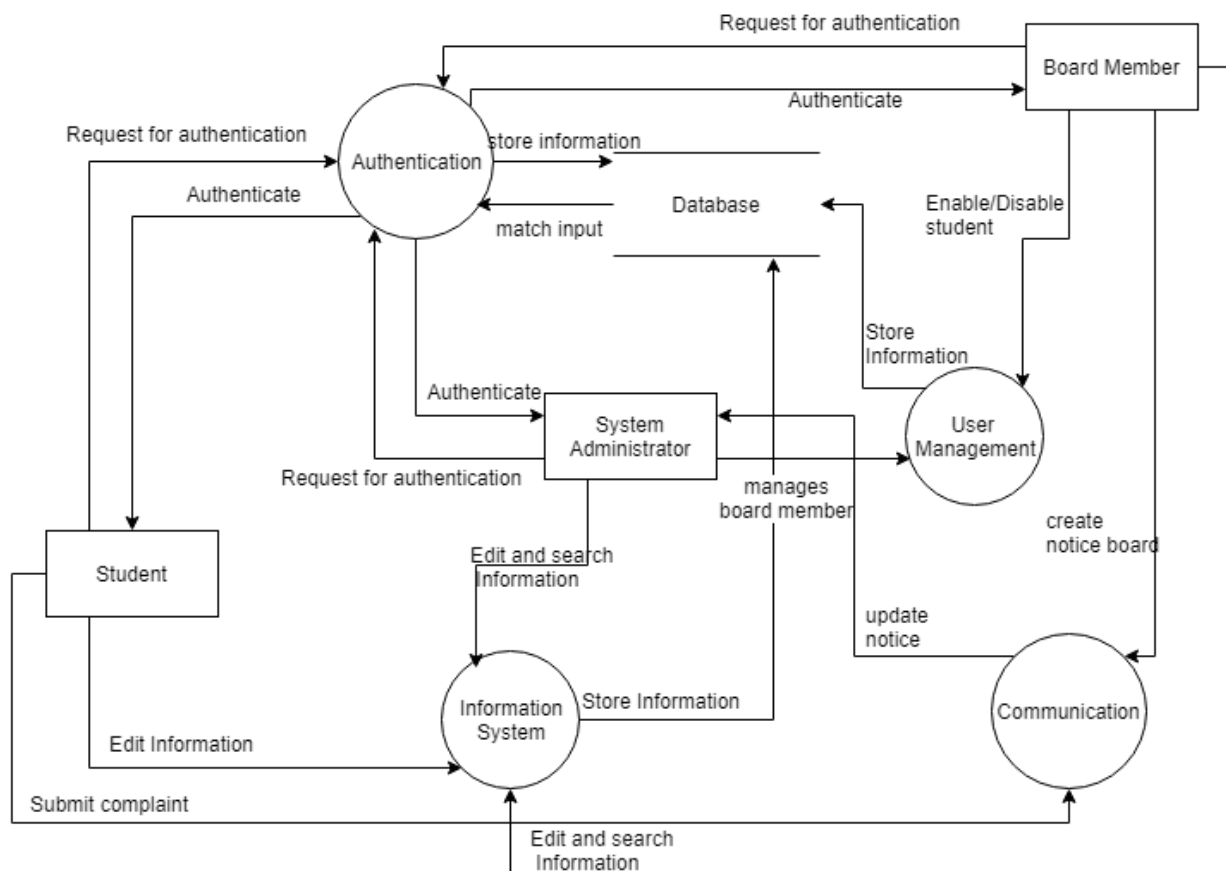 Request for authentication
Board Member
Authenticate
Request for authentication
Authentication
store information
Authenticate
Database
match input
Enable/Disable
student
Store
Information
Authenticate
System
Administrator
User
Management
Request for authentication
manages
board member
create
notice board
Edit and search
Information
Student
update
notice
Information
System
Store Information
Communication
Edit Information
Submit complaint
Edit and search
Information